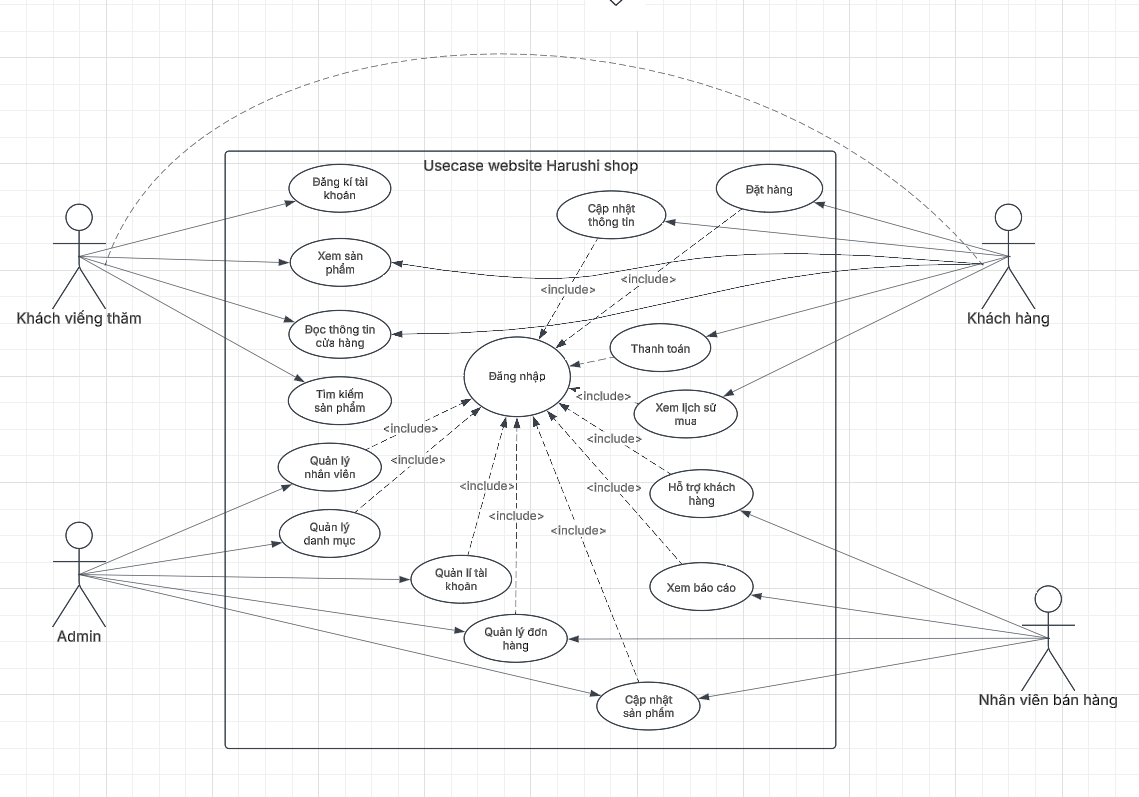 Usecase website Harushi shop
Đăng kí tài
khoản
Đặt hàng
Cập nhật
thông tin
Xem sản
phẩm
<include>
<include>
Khách viếng thăm
Khách hàng
Đọc thông tin
cửa hàng
Thanh toán
Đăng nhập
Tìm kiếm
sản phẩm
<include>
Xem lịch sử
mua
<include>
<include>
Quản lý
nhân viên
<include>
<include>
<include>
Hỗ trợ khách
hàng
<include>
<include>
Quản lý
danh mục
Quản lí tài
khoản
Xem báo cáo
Admin
Quản lý đơn
hàng
Nhân viên bán hàng
Cập nhật
sản phẩm